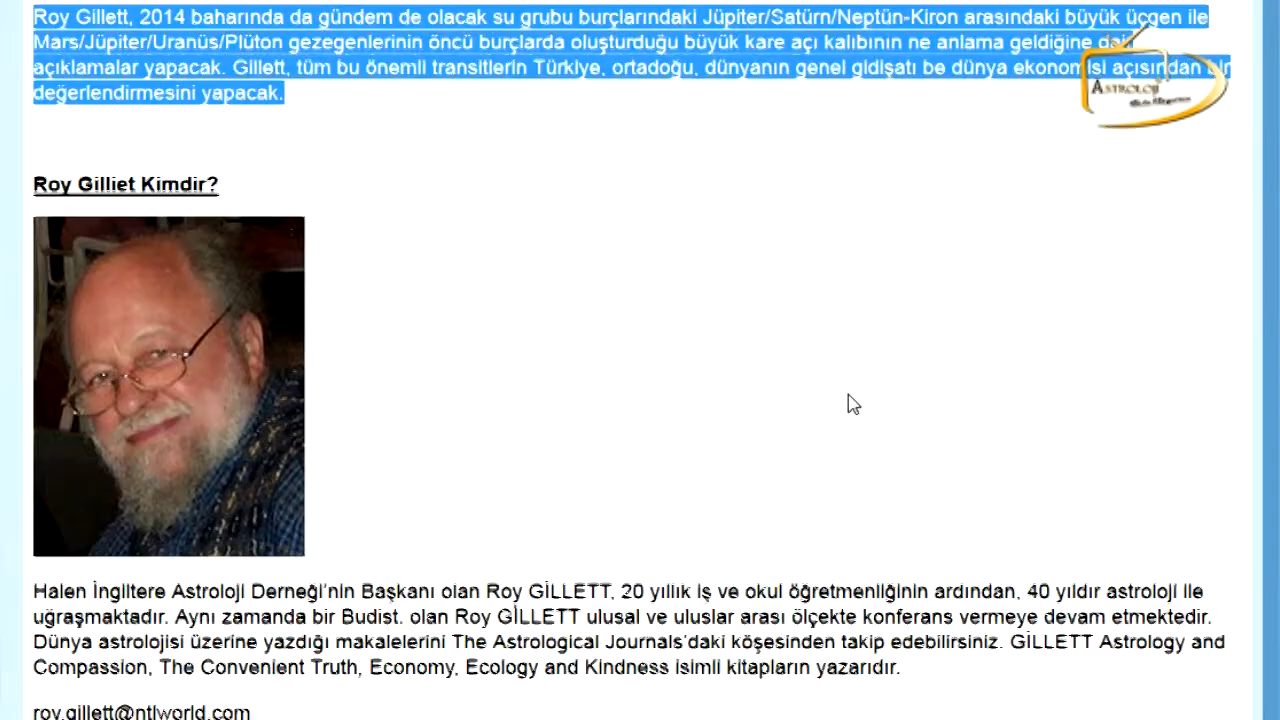 Roy Gillett, 2014 baharında da gündem de olacak su grubu burçlarındaki Jüpiter/Satürn/Neptün-Kiron arasındaki büyük üçgen ile
Mars/Jüpiter/Uranüs/Plüton gezegenlerinin öncü burçlarda oluşturduğu büyük kare açı kalıbının ne anlama geldiğine dair
açıklamalar yapacak. Gillett, tüm bu önemli transitlerin Türkiye, ortadoğu, dünyanın genel gidişatı be dünya ekonomisi açısından bir
değerlendirmesini yapacak.
ASTROLOJİ
Roy Gilliet Kimdir?
Halen İngiltere Astroloji Derneği'nin Başkanı olan Roy GİLLETT, 20 yıllık iş ve okul öğretmenliğinin ardından, 40 yıldır astroloji ile
uğraşmaktadır. Aynı zamanda bir Budist. olan Roy GİLLETT ulusal ve uluslar arası ölçekte konferans vermeye devam etmektedir.
Dünya astrolojisi üzerine yazdığı makalelerini The Astrological Journals'daki köşesinden takip edebilirsiniz. GİLLETT Astrology and
Compassion, The Convenient Truth, Economy, Ecology and Kindness isimli kitapların yazarıdır.
roy.gillett@ntlworld.com